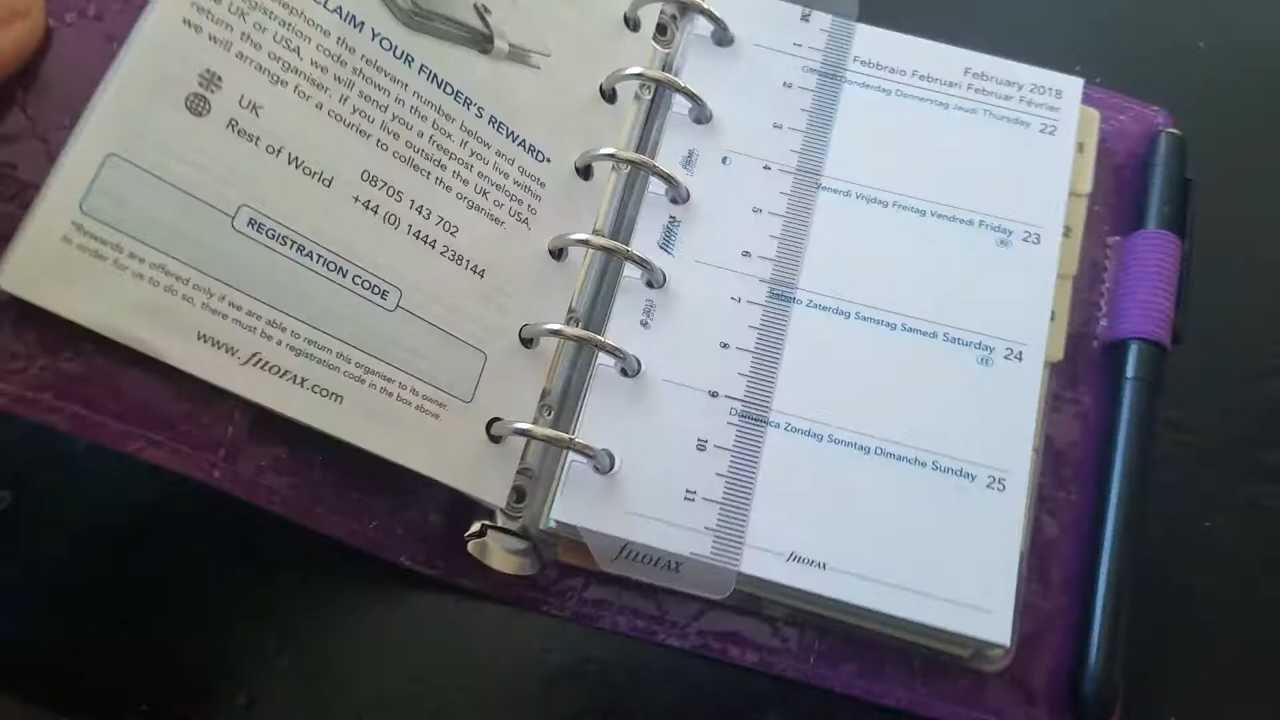 CLAIM YOUR FINDER'S REWARD*
telephone the relevant number below and quote
registration code shown in the box. If you live within
the UK or USA, we will send you a freepost envelope to
return the organiser. If you live outside the UK or USA,
we will arrange for a courier to collect the organiser.
UK
08705 143 702
Rest of World
+44 (0) 1444 238144
REGISTRATION CODE
*Rewards are offered only if we are able to return this organiser to its owner.
In order for us to do so, there must be a registration code in the box above.
www.filofax.com
CM
1
2
3
4
5
6
7
8
9
10
11
filofax
filofax
© 2013
February 2018
Febbraio Februari Februar Février
Donderdag Donnerstag Jeudi Thursday 22
Venerdì Vrijdag Freitag Vendredi Friday 23
Sabato Zaterdag Samstag Samedi Saturday 24
EE
Domenica Zondag Sonntag Dimanche Sunday 25
filofax